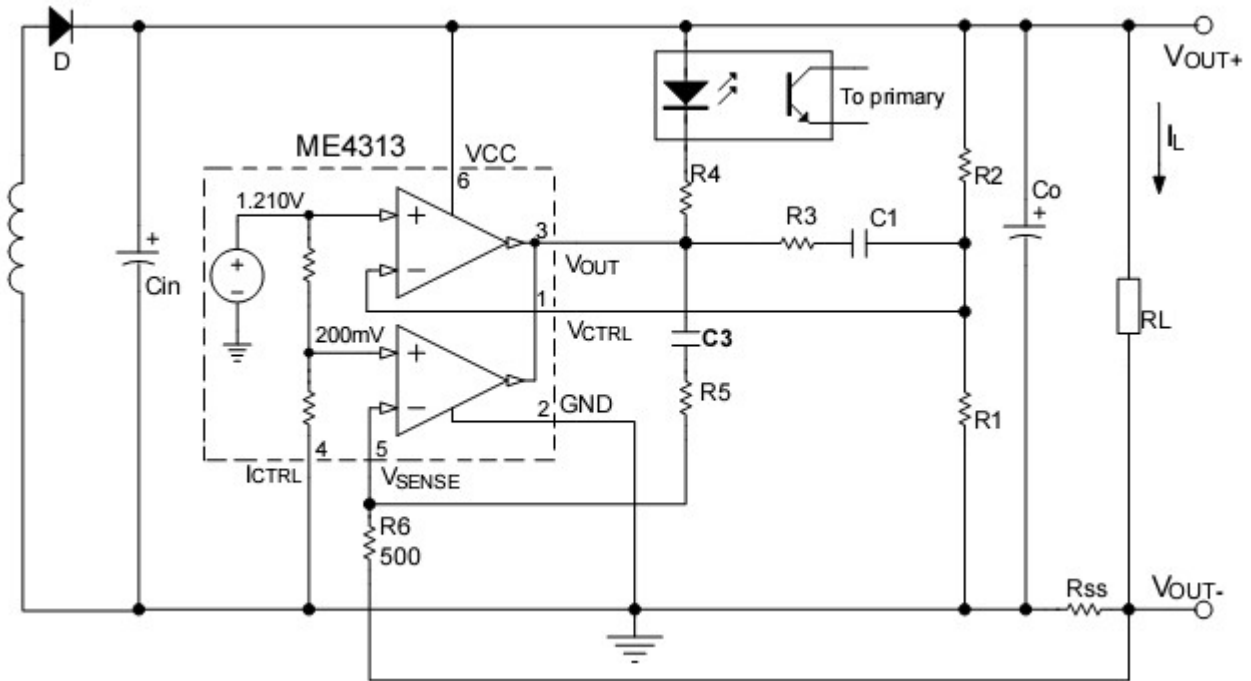 D
VOUT+
To primary
IL
ME4313
VCC
6
R4
R2
Co
+
1.210V
+
R3
C1
3
+
−
+
Cin
−
VOUT
1
RL
200mV
VCTRL
+
C3
R5
−
2
GND
R1
4
5
ICTRL
VSENSE
R6
500
Rss
VOUT-